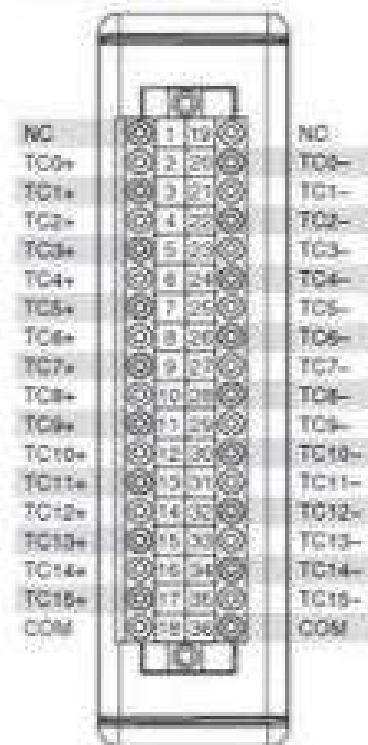 NC 1 19 NC
TC0+ 2 20 TC0–
TC1+ 3 21 TC1–
TC2+ 4 22 TC2–
TC3+ 5 23 TC3–
TC4+ 6 24 TC4–
TC5+ 7 25 TC5–
TC6+ 8 26 TC6–
TC7+ 9 27 TC7–
TC8+ 10 28 TC8–
TC9+ 11 29 TC9–
TC10+ 12 30 TC10–
TC11+ 13 31 TC11–
TC12+ 14 32 TC12–
TC13+ 15 33 TC13–
TC14+ 16 34 TC14–
TC15+ 17 35 TC15–
COM 18 36 COM